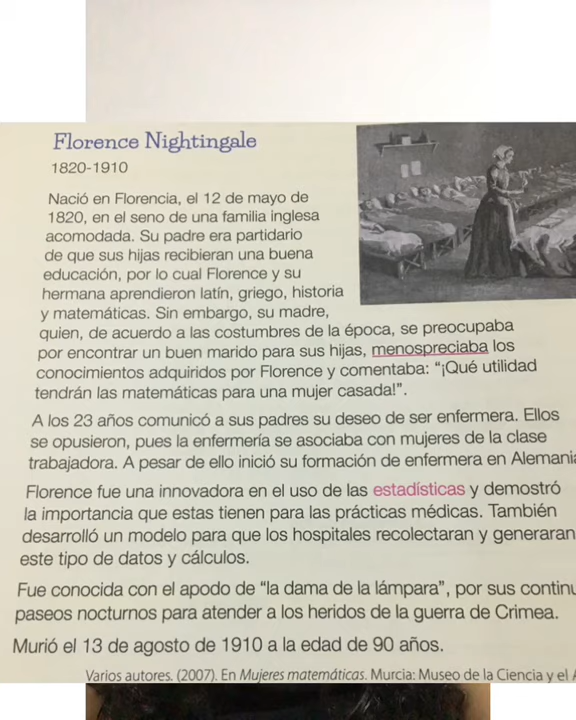 Florence Nightingale
1820-1910
Nació en Florencia, el 12 de mayo de
1820, en el seno de una familia inglesa
acomodada. Su padre era partidario
de que sus hijas recibieran una buena
educación, por lo cual Florence y su
hermana aprendieron latín, griego, historia
y matemáticas. Sin embargo, su madre,
quien, de acuerdo a las costumbres de la época, se preocupaba
por encontrar un buen marido para sus hijas, menospreciaba los
conocimientos adquiridos por Florence y comentaba: “¡Qué utilidad
tendrán las matemáticas para una mujer casada!”.
A los 23 años comunicó a sus padres su deseo de ser enfermera. Ellos
se opusieron, pues la enfermería se asociaba con mujeres de la clase
trabajadora. A pesar de ello inició su formación de enfermera en Alemania
Florence fue una innovadora en el uso de las estadísticas y demostró
la importancia que estas tienen para las prácticas médicas. También
desarrolló un modelo para que los hospitales recolectaran y generaran
este tipo de datos y cálculos.
Fue conocida con el apodo de “la dama de la lámpara”, por sus continu
paseos nocturnos para atender a los heridos de la guerra de Crimea.
Murió el 13 de agosto de 1910 a la edad de 90 años.
Varios autores. (2007). En Mujeres matemáticas. Murcia: Museo de la Ciencia y el A